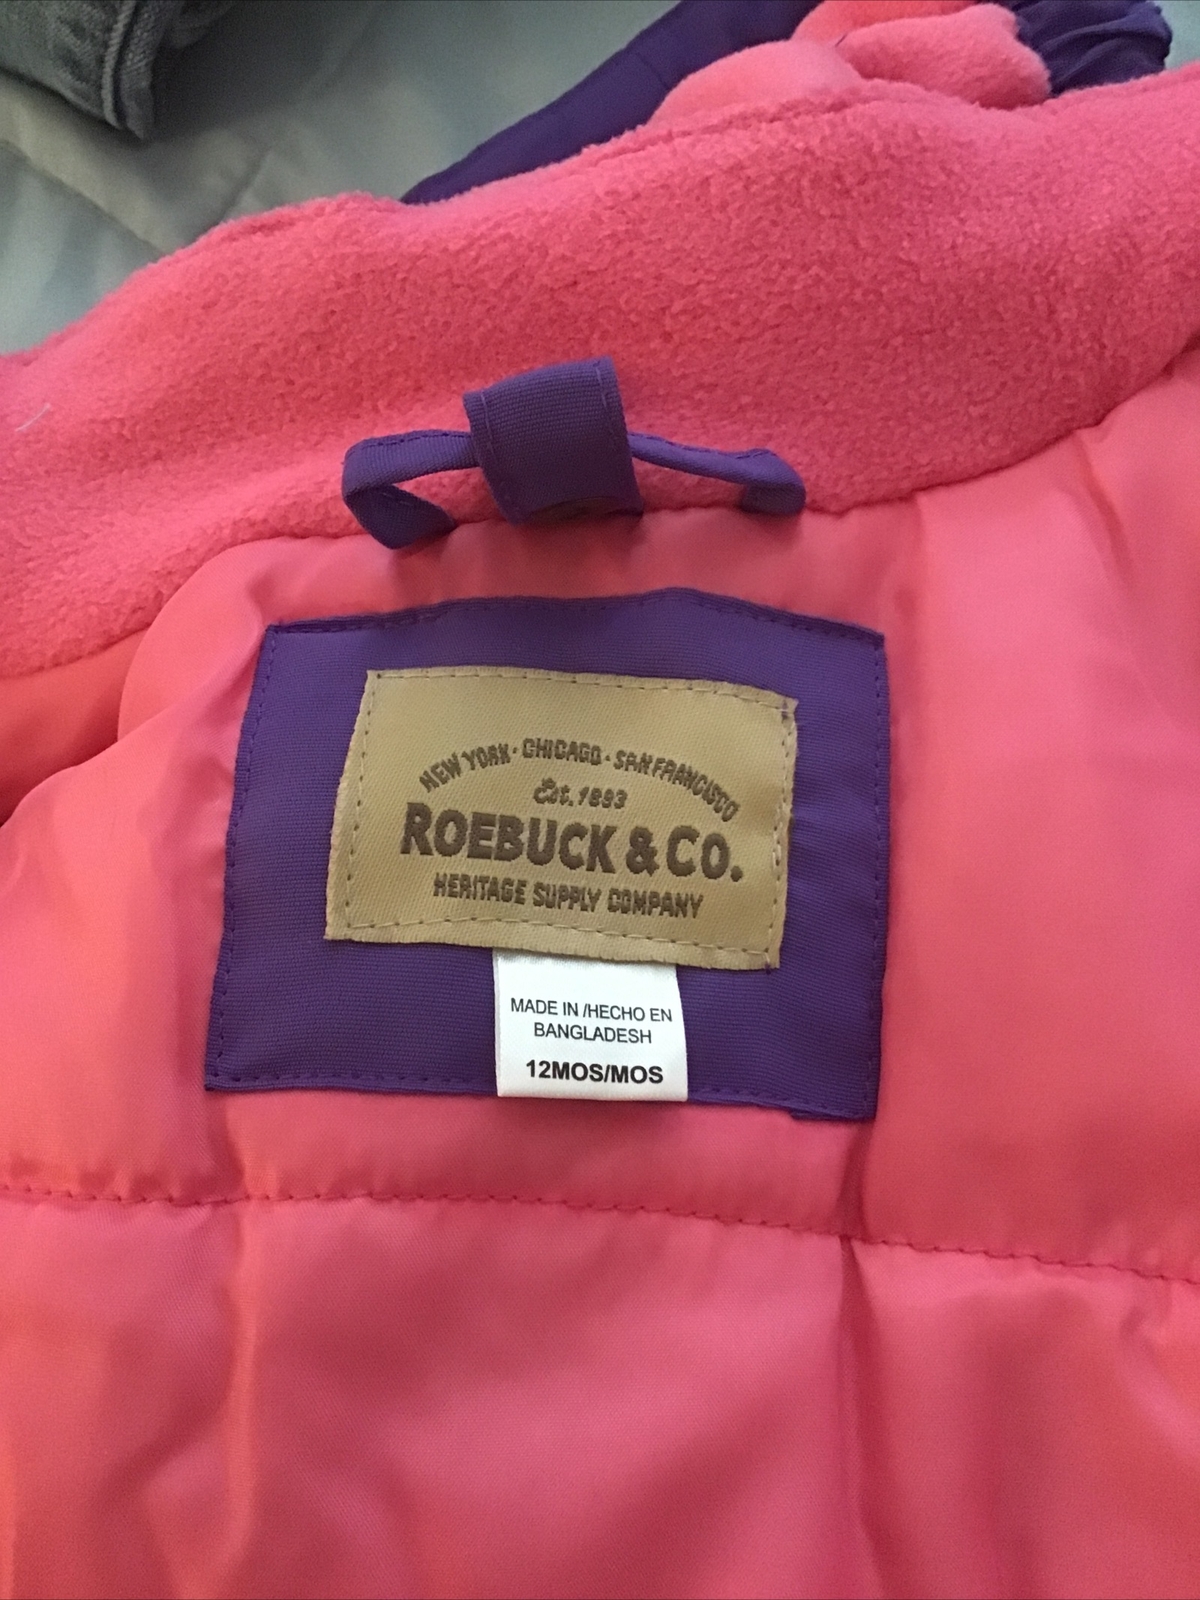 NEW YORK · CHICAGO · SAN FRANCISCO
Est. 1893
ROEBUCK & CO.
HERITAGE SUPPLY COMPANY
MADE IN /HECHO EN
BANGLADESH
12MOS/MOS